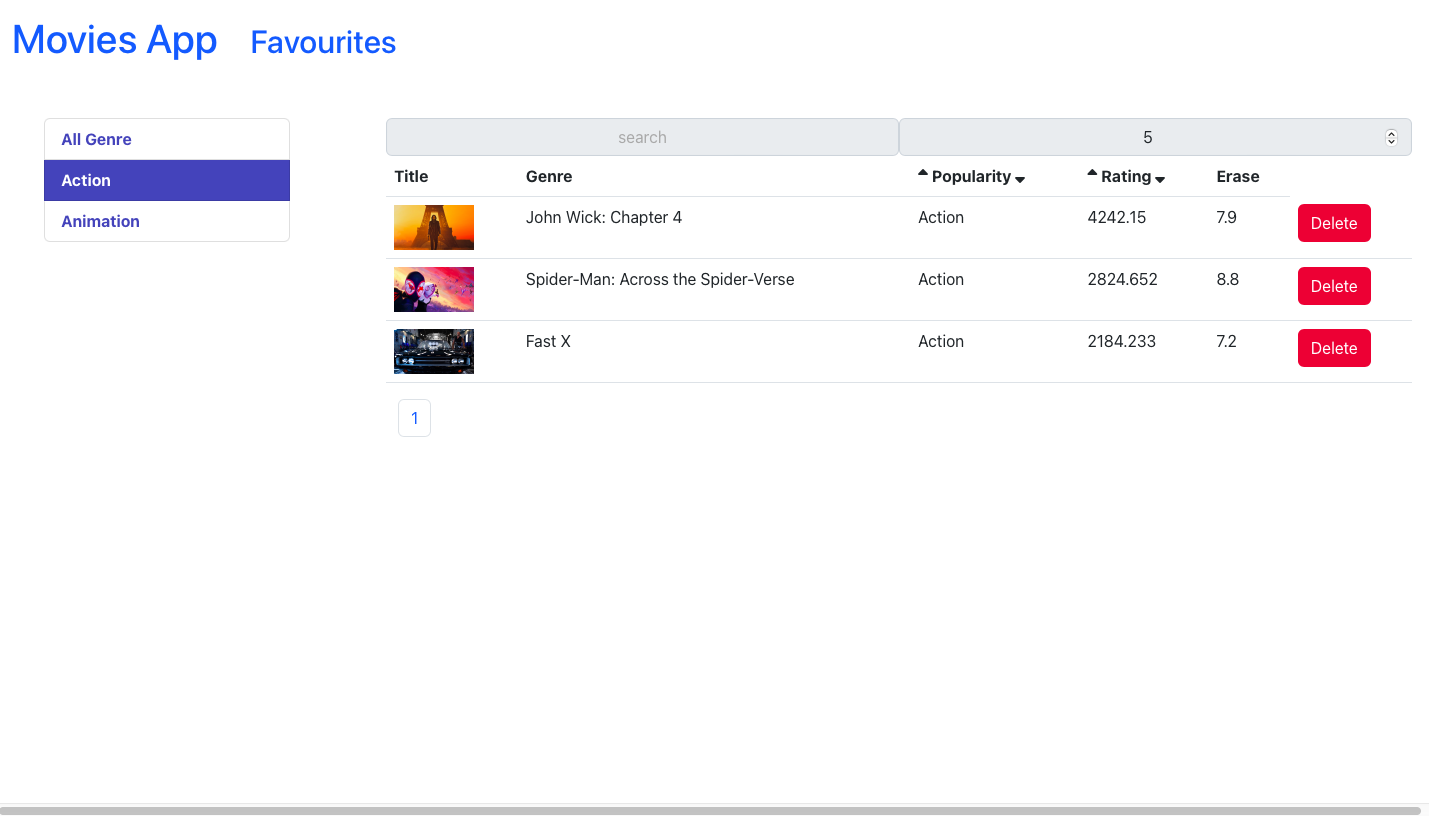 Movies App Favourites
All Genre
Action
Animation
search 5
Title Genre Popularity Rating Erase
John Wick: Chapter 4 Action 4242.15 7.9 Delete
Spider-Man: Across the Spider-Verse Action 2824.652 8.8 Delete
Fast X Action 2184.233 7.2 Delete
1